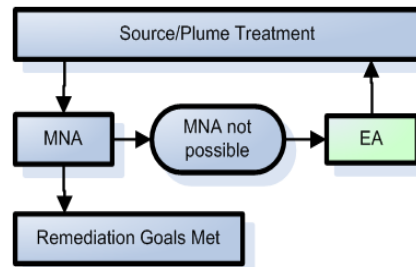 Source/Plume Treatment
MNA
MNA not
possible
EA
Remediation Goals Met